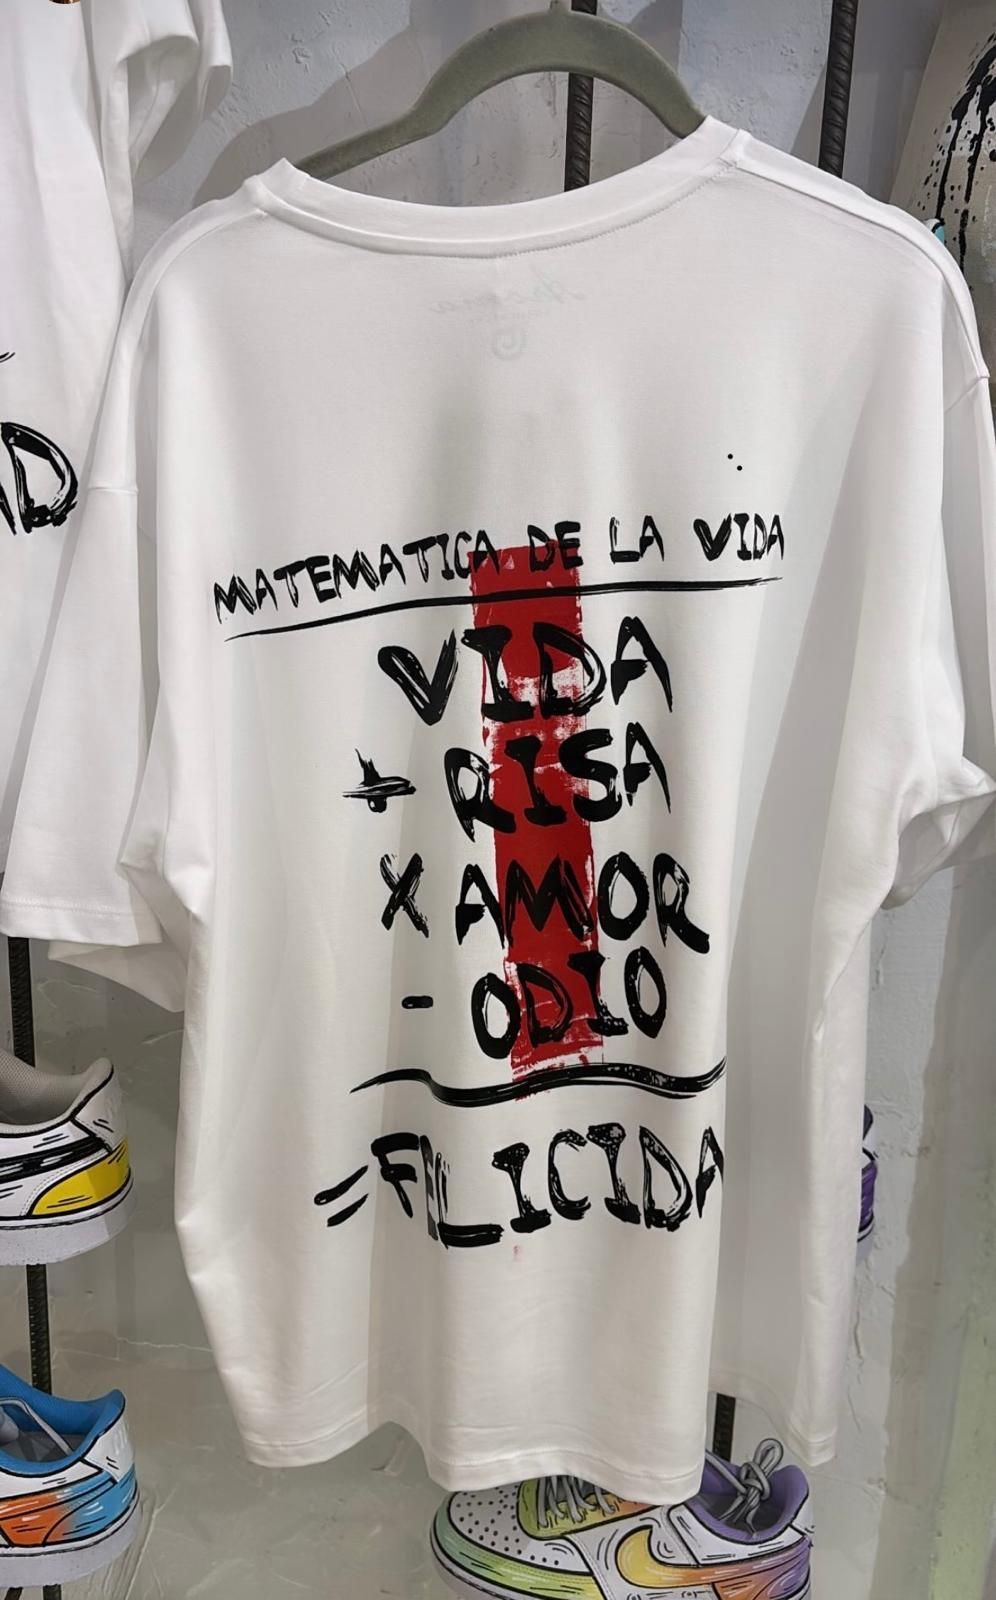 MATEMATICA DE LA VIDA
VIDA
+ RISA
X AMOR
- ODIO
= FELICIDA